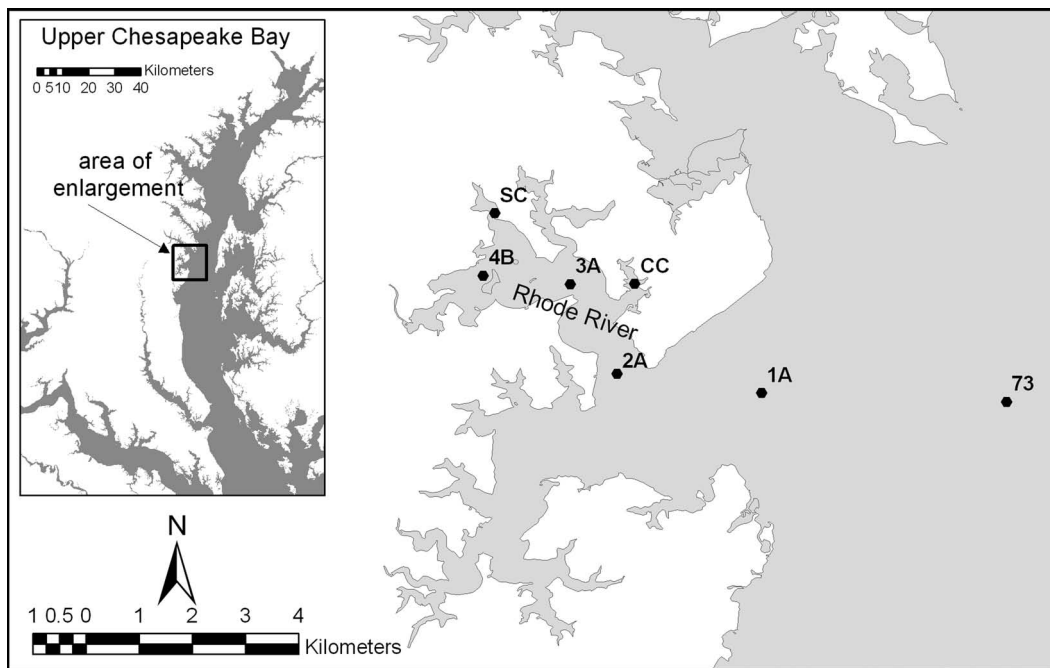 Upper Chesapeake Bay
Kilometers
0 510 20 30 40
area of
enlargement
SC
4B
3A
CC
Rhode River
2A
1A
73
N
1 0.5 0 1 2 3 4
Kilometers